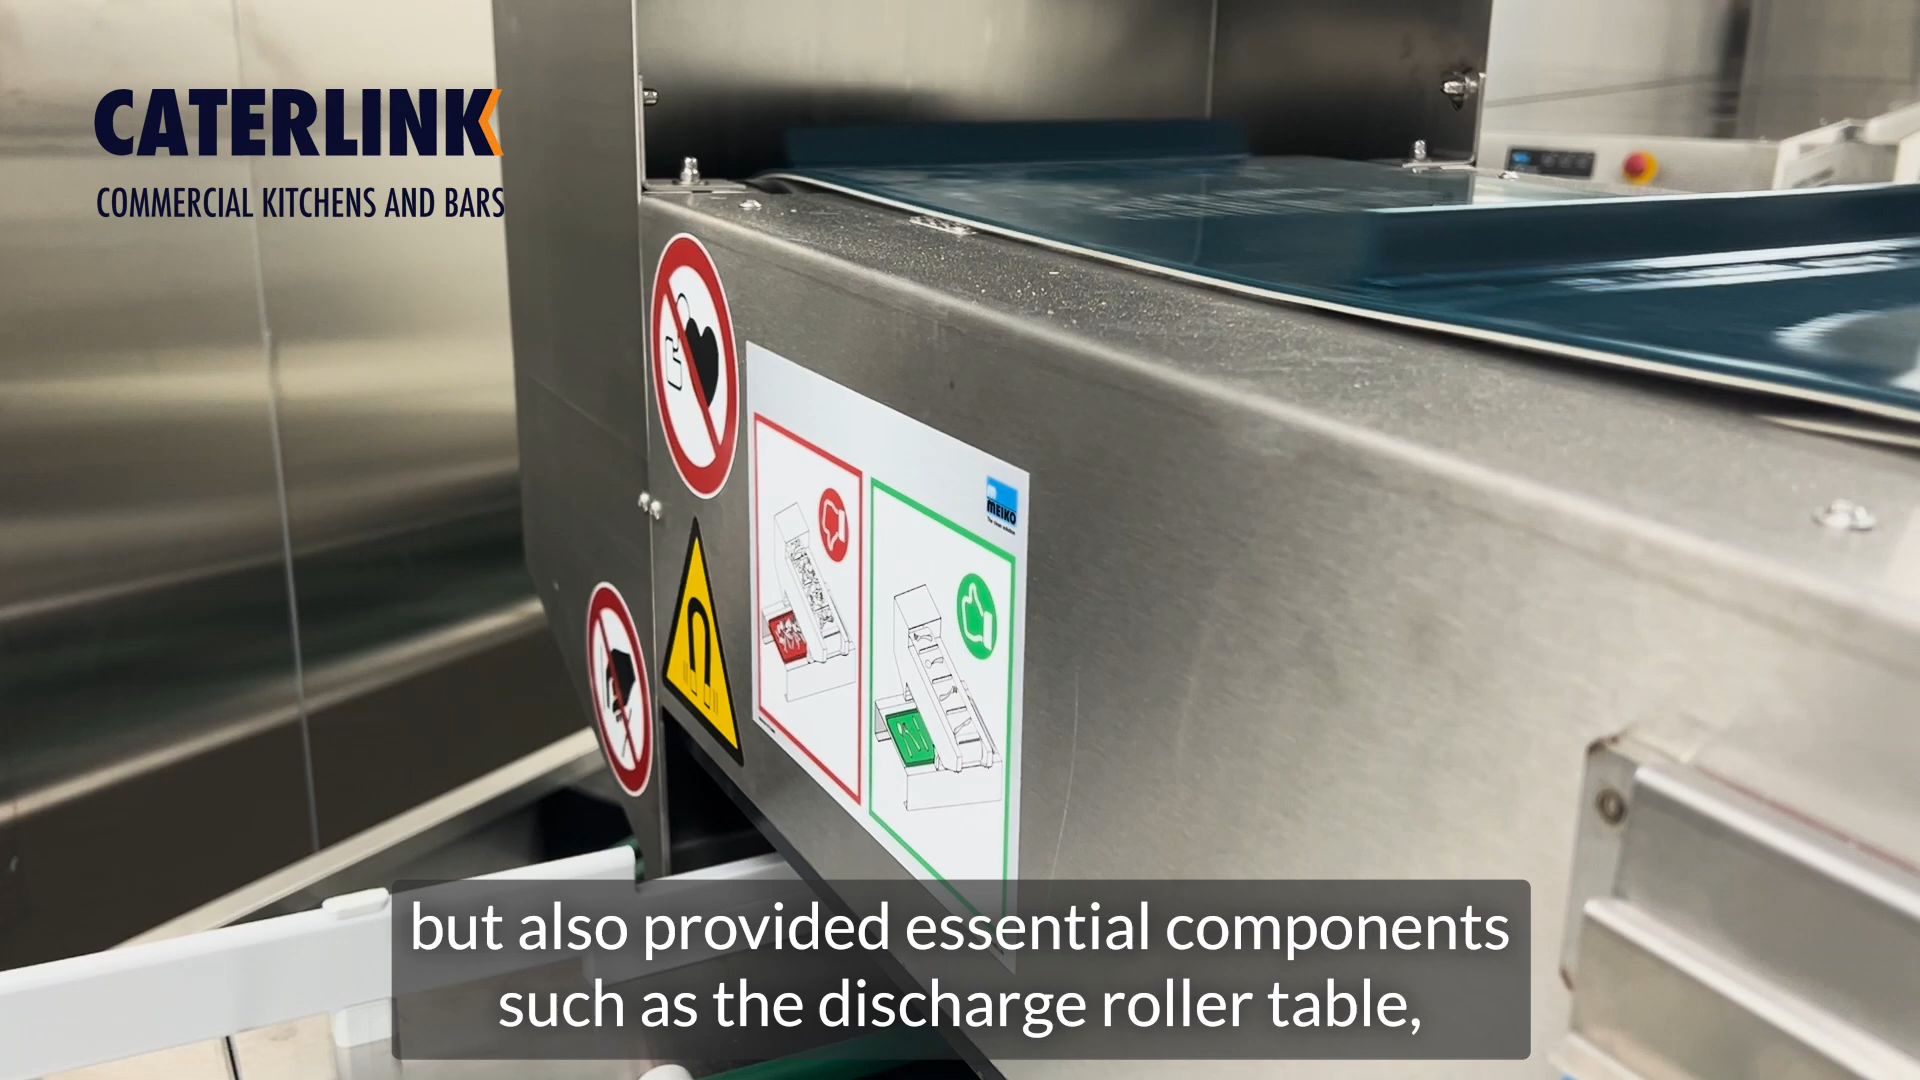 CATERLINK
COMMERCIAL KITCHENS AND BARS
MEIKO
but also provided essential components
such as the discharge roller table,